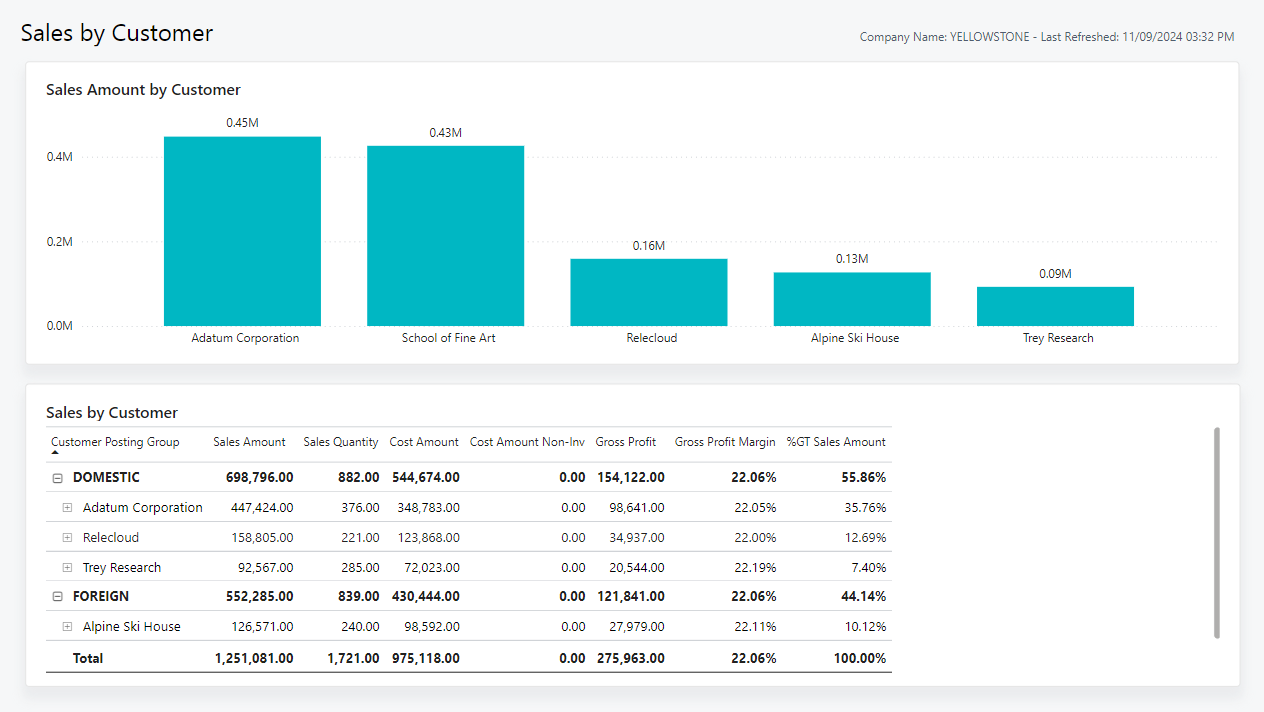 Sales by Customer
Company Name: YELLOWSTONE - Last Refreshed: 11/09/2024 03:32 PM
Sales Amount by Customer
0.45M
0.43M
0.4M
0.2M
0.16M
0.13M
0.09M
0.0M
Adatum Corporation School of Fine Art Relecloud Alpine Ski House Trey Research
Sales by Customer
Customer Posting Group Sales Amount Sales Quantity Cost Amount Cost Amount Non-Inv Gross Profit Gross Profit Margin %GT Sales Amount
DOMESTIC 698,796.00 882.00 544,674.00 0.00 154,122.00 22.06% 55.86%
Adatum Corporation 447,424.00 376.00 348,783.00 0.00 98,641.00 22.05% 35.76%
Relecloud 158,805.00 221.00 123,868.00 0.00 34,937.00 22.00% 12.69%
Trey Research 92,567.00 285.00 72,023.00 0.00 20,544.00 22.19% 7.40%
FOREIGN 552,285.00 839.00 430,444.00 0.00 121,841.00 22.06% 44.14%
Alpine Ski House 126,571.00 240.00 98,592.00 0.00 27,979.00 22.11% 10.12%
Total 1,251,081.00 1,721.00 975,118.00 0.00 275,963.00 22.06% 100.00%